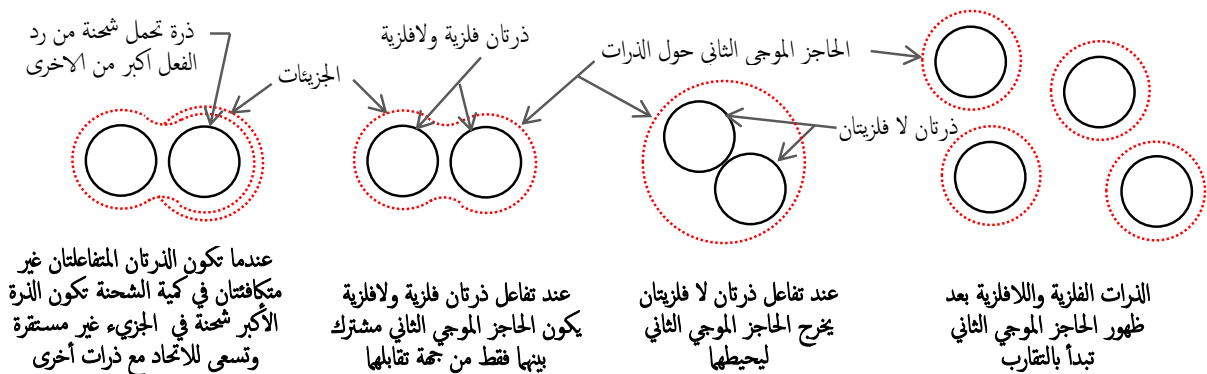 الحاجز الموجى الثانى حول الذرات
ذرتان لا فلزيتان
ذرتان فلزية ولافلزية
الجزيئات
ذرة تحمل شحنة من رد
الفعل اكبر من الاخرى
الذرات الفلزية واللافلزية بعد
ظهور الحاجز الموجي الثاني
تبدأ بالتقارب
عند تفاعل ذرتان لا فلزيتان
يخرج الحاجز الموجي الثاني
ليحيطهما
عند تفاعل ذرتان فلزية ولافلزية
يكون الحاجز الموجي الثاني مشترك
بينهما فقط من جهة تقابلهما
عندما تكون الذرتان المتفاعلتان غير
متكافئتان في كمية الشحنة تكون الذرة
الأكبر شحنة في الجزيء غير مستقرة
وتسعى للاتحاد مع ذرات أخرى